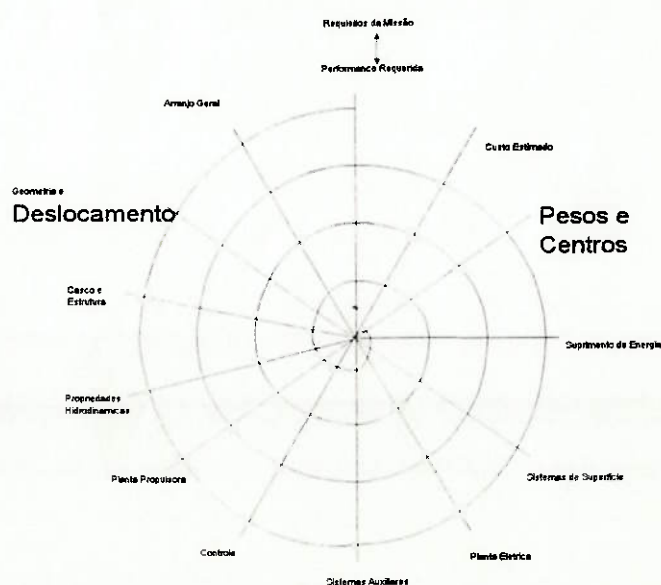 Requisitos da Missão
Performance Requerida
Arranjo Geral
Custo Estimado
Geometria e
Deslocamento
Pesos e
Centros
Casco e
Estrutura
Suprimento de Energia
Propriedades
Hidrodinamicas
Planta Propulsora
Sistemas de Superfície
Controle
Planta Eletrica
Sistemas Auxiliares